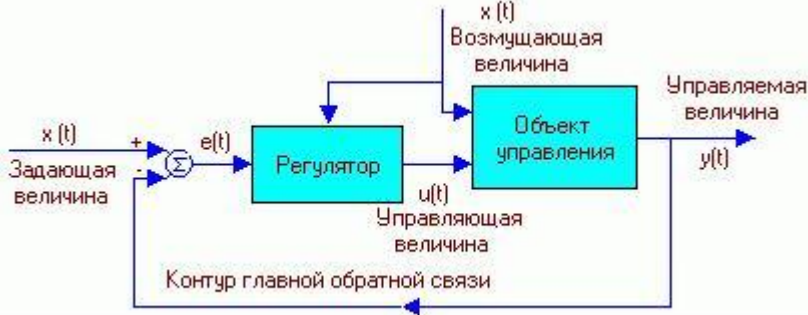 x (t)
Возмущающая
величина
Управляемая
величина
x (t)
+
Σ
e(t)
Регулятор
Объект
управления
y(t)
Задающая
величина
-
u(t)
Управляющая
величина
Контур главной обратной связи